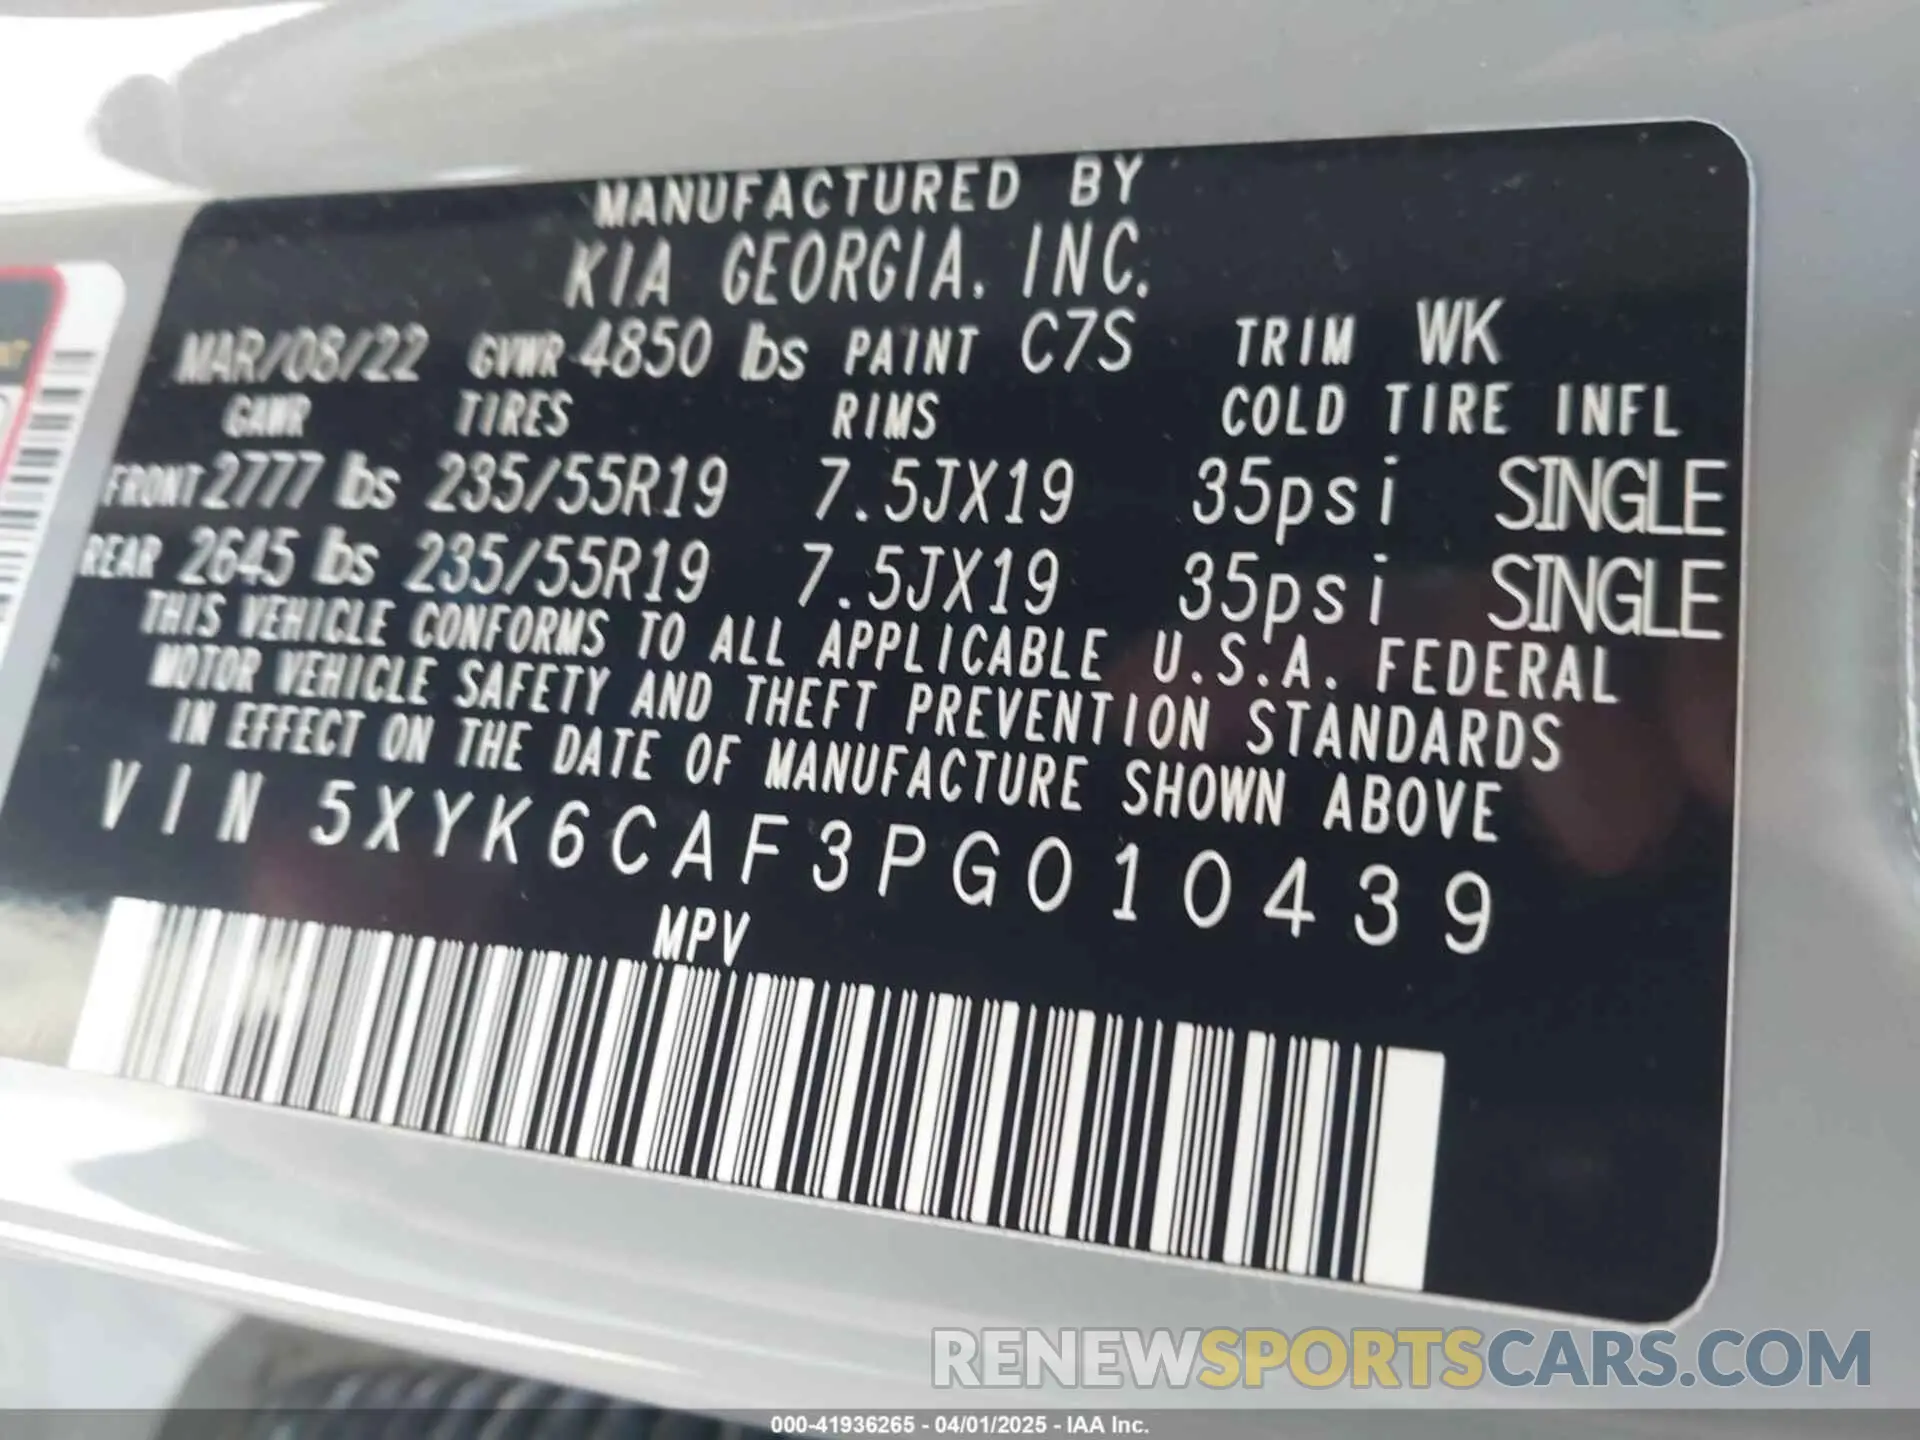 MANUFACTURED BY
KIA GEORGIA, INC.
MAR/08/22 GVWR 4850 lbs PAINT C7S TRIM WK
GAWR TIRES RIMS COLD TIRE INFL
FRONT 2777 lbs 235/55R19 7.5JX19 35psi SINGLE
REAR 2645 lbs 235/55R19 7.5JX19 35psi SINGLE
THIS VEHICLE CONFORMS TO ALL APPLICABLE U.S.A. FEDERAL
MOTOR VEHICLE SAFETY AND THEFT PREVENTION STANDARDS
IN EFFECT ON THE DATE OF MANUFACTURE SHOWN ABOVE
VIN 5XYK6CAF3PG010439
MPV
RENEWSPORTSCARS.COM
000-41936265 - 04/01/2025 - IAA Inc.